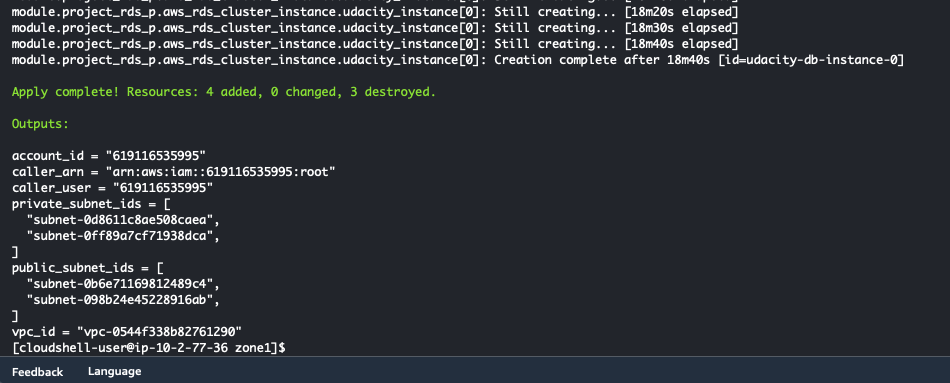 module.project_rds_p.aws_rds_cluster_instance.udacity_instance[0]: Still creating... [18m20s elapsed]
module.project_rds_p.aws_rds_cluster_instance.udacity_instance[0]: Still creating... [18m30s elapsed]
module.project_rds_p.aws_rds_cluster_instance.udacity_instance[0]: Still creating... [18m40s elapsed]
module.project_rds_p.aws_rds_cluster_instance.udacity_instance[0]: Creation complete after 18m40s [id=udacity-db-instance-0]
Apply complete! Resources: 4 added, 0 changed, 3 destroyed.
Outputs:
account_id = "619116535995"
caller_arn = "arn:aws:iam::619116535995:root"
caller_user = "619116535995"
private_subnet_ids = [
  "subnet-0d8611c8ae508caea",
  "subnet-0ff89a7cf71938dca",
]
public_subnet_ids = [
  "subnet-0b6e71169812489c4",
  "subnet-098b24e45228916ab",
]
vpc_id = "vpc-0544f338b82761290"
[cloudshell-user@ip-10-2-77-36 zone1]$
Feedback Language